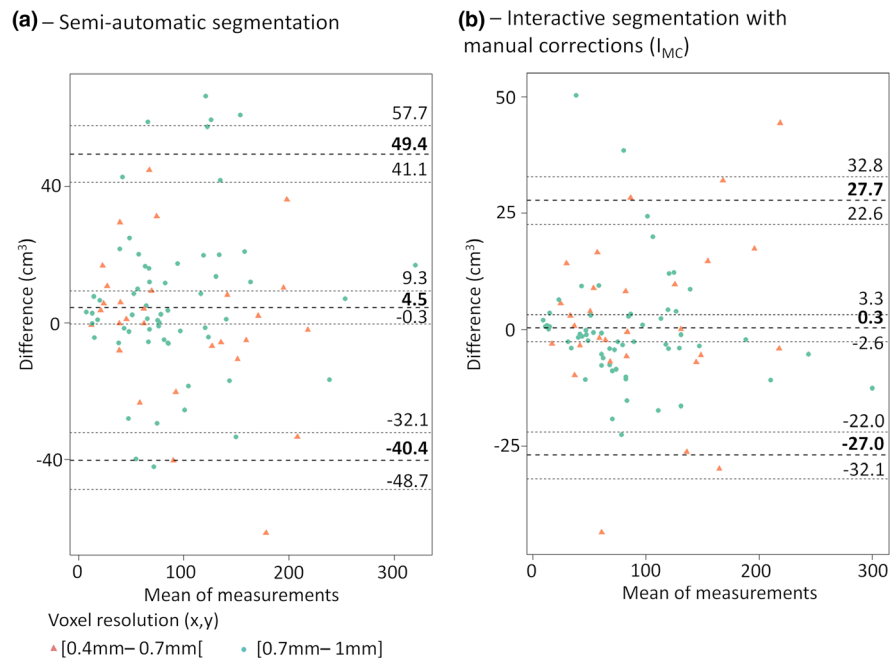 (a) – Semi-automatic segmentation
57.7
49.4
41.1
40
9.3
4.5
-0.3
0
-32.1
-40.4
-40
-48.7
Difference (cm³)
0 100 200 300
Mean of measurements
(b) – Interactive segmentation with
manual corrections (I_MC)
50
32.8
27.7
25
22.6
3.3
0.3
0
-2.6
-22.0
-27.0
-25
-32.1
Difference (cm³)
0 100 200 300
Mean of measurements
Voxel resolution (x,y)
[0.4mm– 0.7mm[ [0.7mm– 1mm]